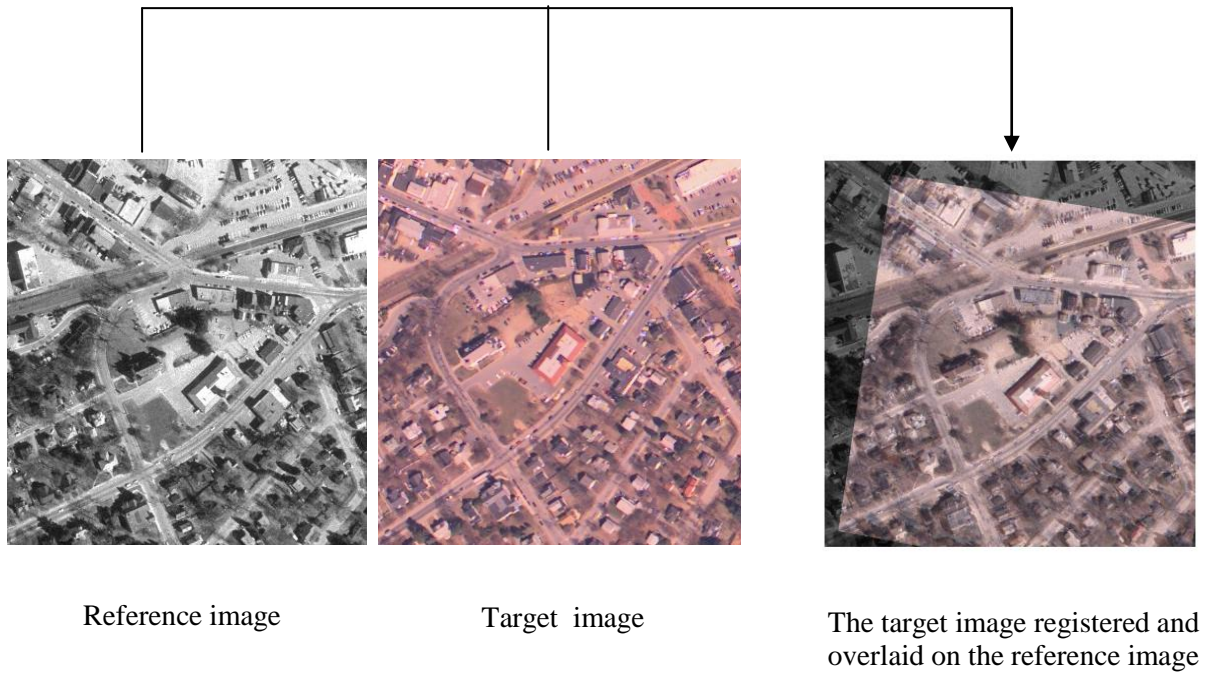 Reference image
Target image
The target image registered and
overlaid on the reference image